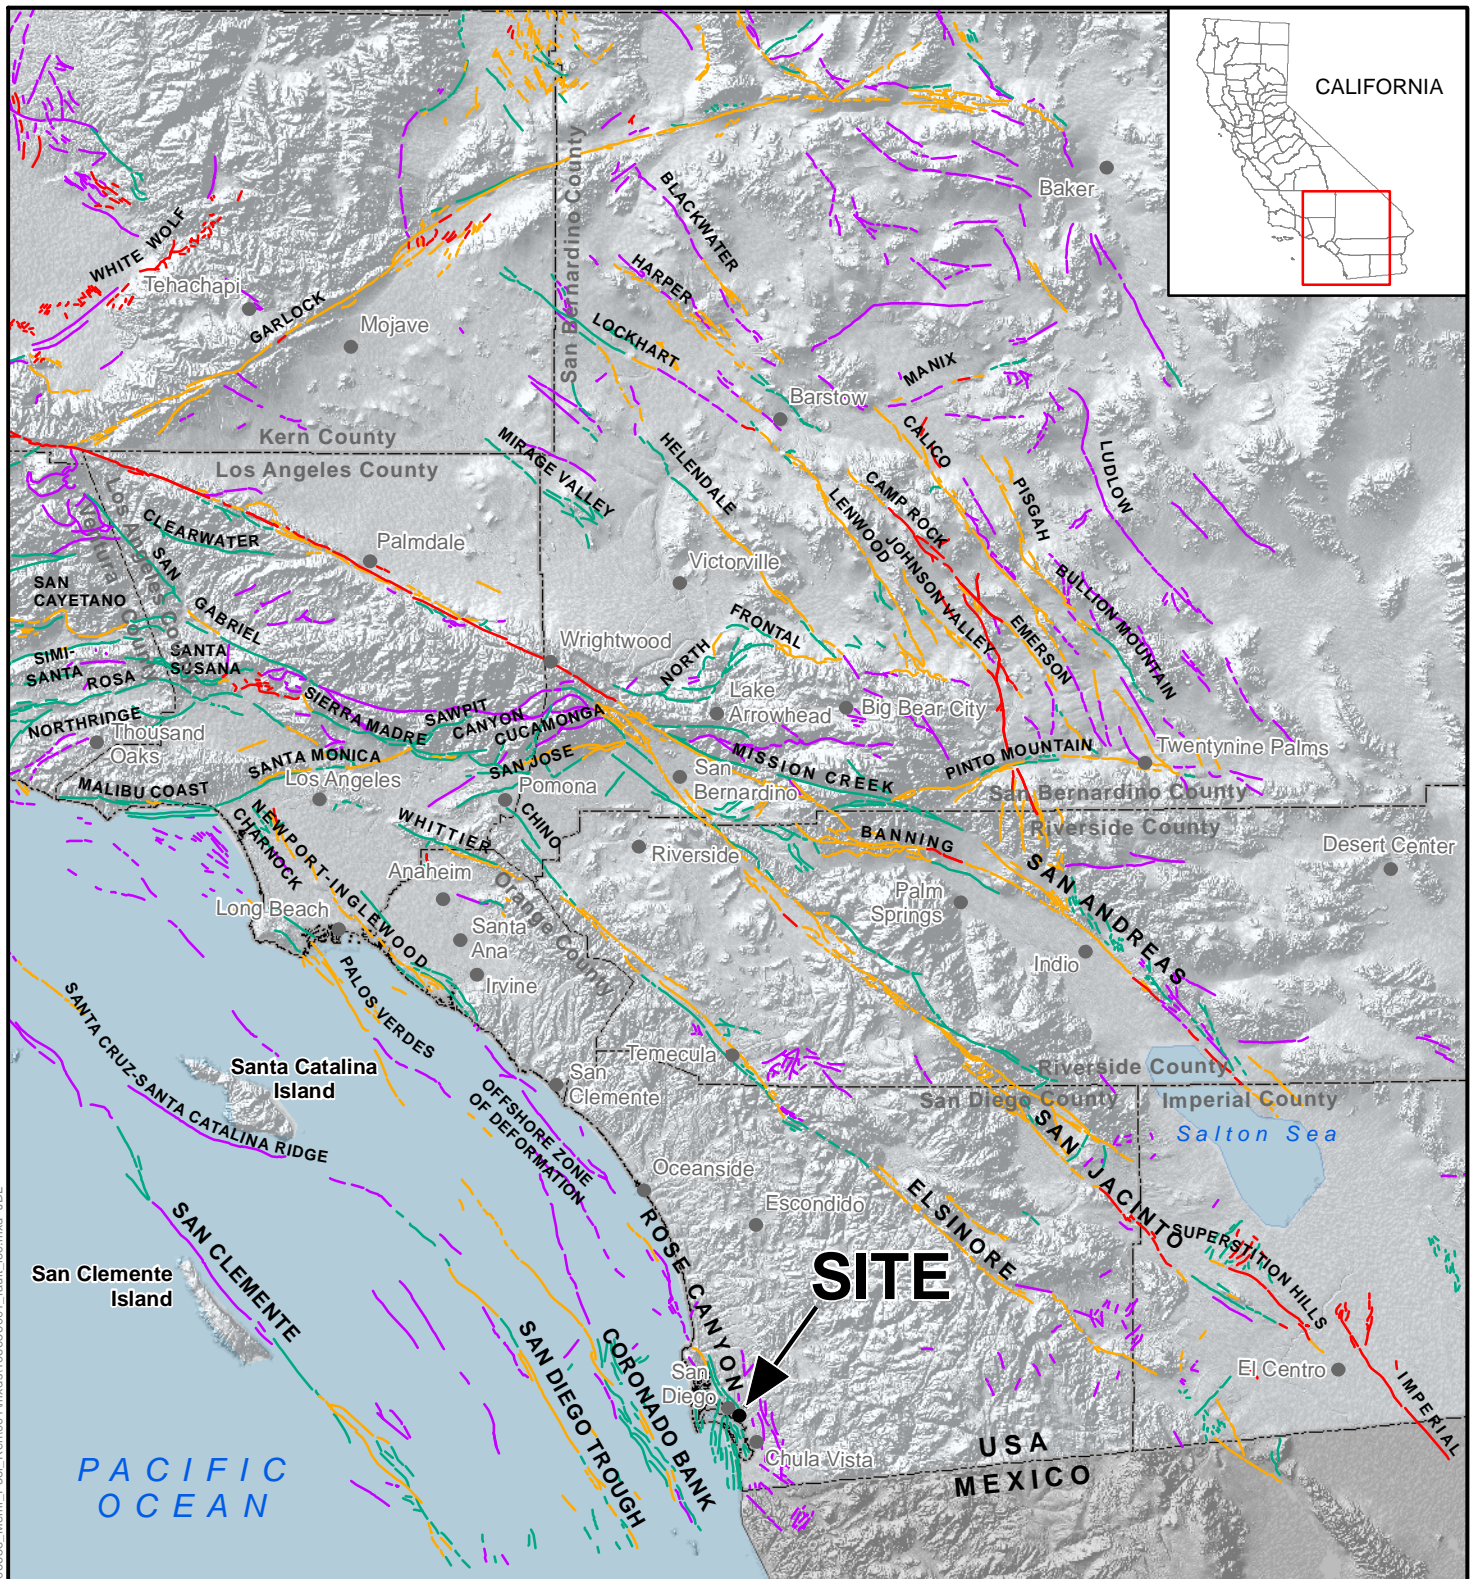 CALIFORNIA
Baker
San Bernardino County
BLACKWATER
WHITE WOLF
Tehachapi
HARPER
GARLOCK
Mojave
LOCKHART
MANIX
Barstow
CALICO
Kern County
Los Angeles County
MIRAGE VALLEY
HELENDALE
LUDLOW
PISGAH
CAMP ROCK
LENWOOD
Los Angeles County
Ventura County
CLEARWATER
Palmdale
SAN
GABRIEL
Victorville
JOHNSON VALLEY
BULLION MOUNTAIN
SAN
CAYETANO
EMERSON
FRONTAL
NORTH
Wrightwood
SIMI-
SANTA
ROSA
SANTA
SUSANA
Lake
Arrowhead
Big Bear City
SIERRA MADRE
SAWPIT
CANYON
CUCAMONGA
NORTHRIDGE
Thousand
Oaks
SANTA MONICA
SAN JOSE
MISSION CREEK
PINTO MOUNTAIN
Twentynine Palms
Los Angeles
Pomona
San
Bernardino
MALIBU COAST
San Bernardino County
Riverside County
NEWPORT-INGLEWOOD
CHARNOCK
WHITTIER
CHINO
BANNING
Riverside
Desert Center
Anaheim
Orange County
SAN ANDREAS
Palm
Springs
Long Beach
Santa
Ana
Indio
Irvine
PALOS VERDES
SANTA CRUZ-SANTA CATALINA RIDGE
Santa Catalina
Island
Temecula
San
Clemente
Riverside County
San Diego County
Imperial County
OFFSHORE ZONE
OF DEFORMATION
Salton Sea
SAN JACINTO
Oceanside
Escondido
ELSINORE
ROSE CANYON
SAN CLEMENTE
San Clemente
Island
SITE
SUPERSTITION HILLS
SAN DIEGO TROUGH
CORONADO BANK
San
Diego
El Centro
IMPERIAL
Chula Vista
USA
MEXICO
PACIFIC
OCEAN